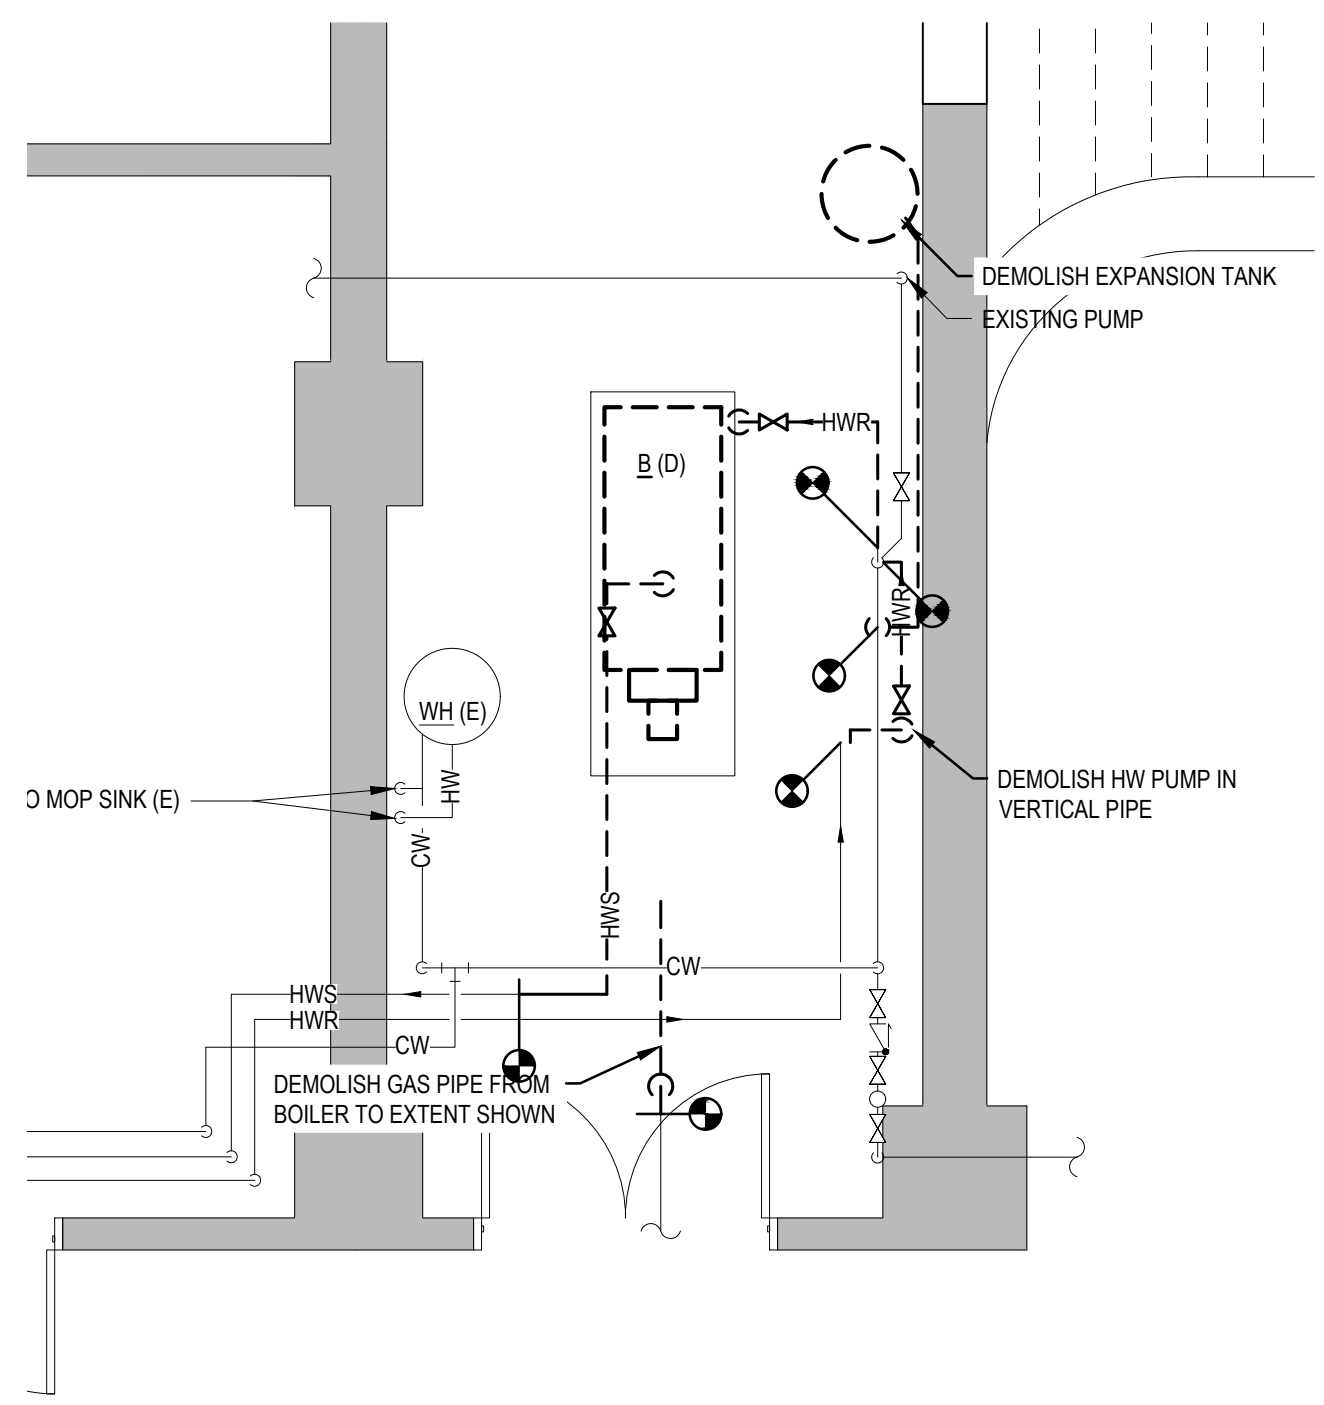 DEMOLISH EXPANSION TANK
EXISTING PUMP
HWR
B (D)
HWR
WH (E)
HW
O MOP SINK (E)
DEMOLISH HW PUMP IN
VERTICAL PIPE
CW
HWS
CW
HWS
HWR
CW
DEMOLISH GAS PIPE FROM
BOILER TO EXTENT SHOWN